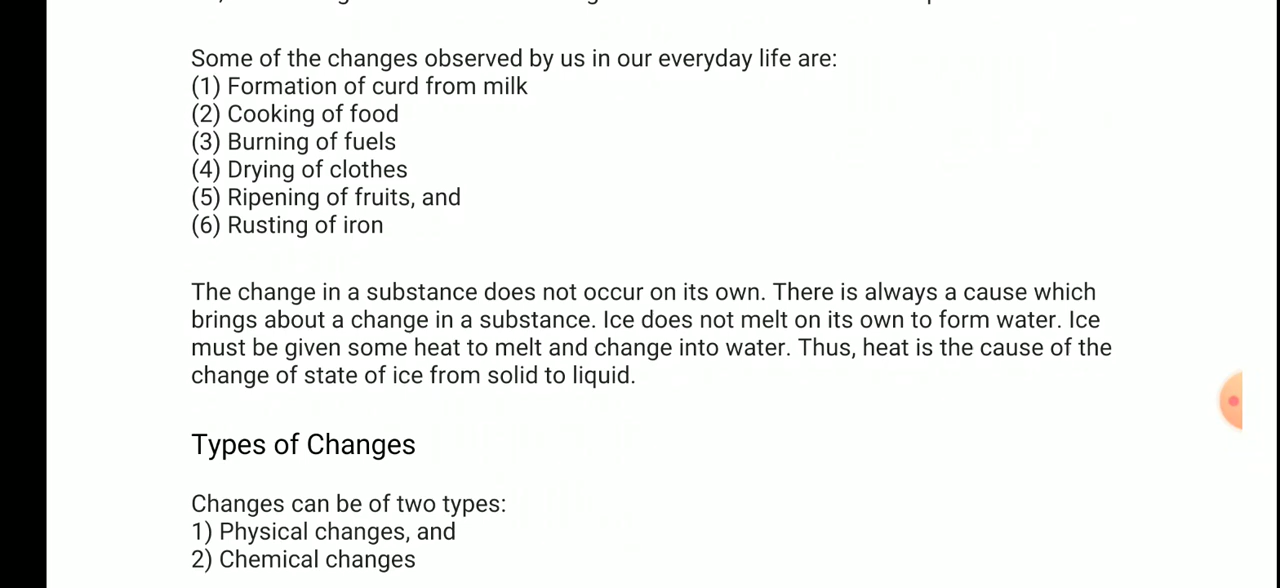 Some of the changes observed by us in our everyday life are:
(1) Formation of curd from milk
(2) Cooking of food
(3) Burning of fuels
(4) Drying of clothes
(5) Ripening of fruits, and
(6) Rusting of iron
The change in a substance does not occur on its own. There is always a cause which
brings about a change in a substance. Ice does not melt on its own to form water. Ice
must be given some heat to melt and change into water. Thus, heat is the cause of the
change of state of ice from solid to liquid.
Types of Changes
Changes can be of two types:
1) Physical changes, and
2) Chemical changes